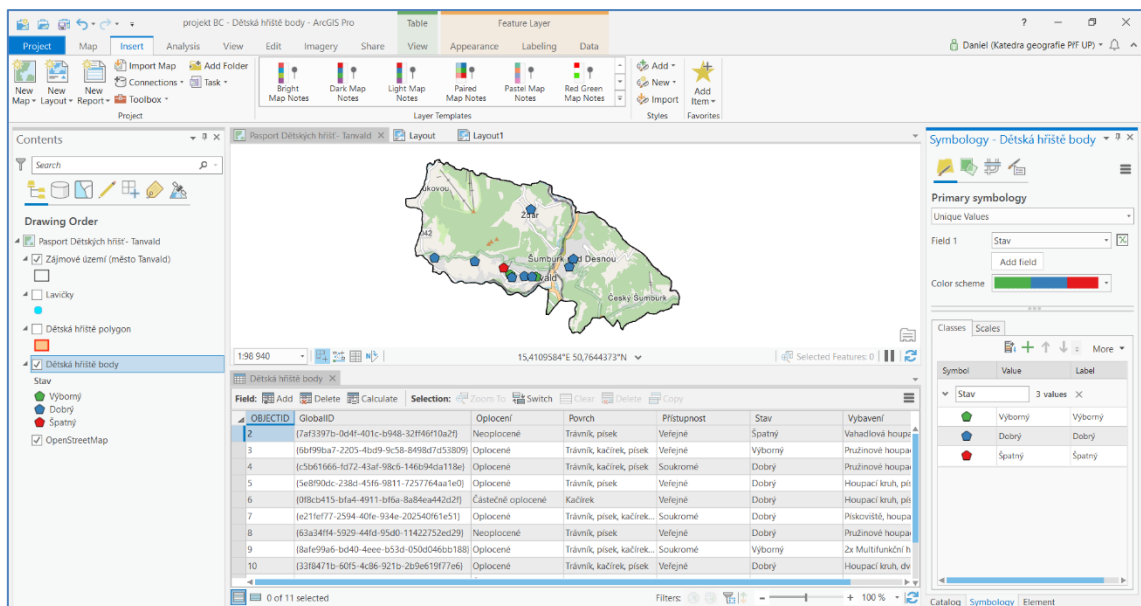 projekt BC - Dětská hřiště body - ArcGIS Pro
Table
Feature Layer
?
Project Map Insert Analysis View Edit Imagery Share View Appearance Labeling Data
Daniel (Katedra geografie PřF UP)
New Map
New Layout
New Report
Import Map
Connections
Toolbox
Add Folder
Task
Project
Bright Map Notes
Dark Map Notes
Light Map Notes
Paired Map Notes
Pastel Map Notes
Red Green Map Notes
Layer Templates
Add
New
Import
Styles
Add Item
Favorites
Contents
Search
Drawing Order
Pasport Dětských hřišť - Tanvald
Zájmové území (město Tanvald)
Lavičky
Dětská hřiště polygon
Dětská hřiště body
Stav
Výborný
Dobrý
Špatný
OpenStreetMap
Pasport Dětských hřišť - Tanvald
Layout
Layout1
ukovou
Žďár
042
Šumburk nad Desnou
vald
Český Šumburk
1:98 940
15,4109584°E 50,7644373°N
Selected Features: 0
Dětská hřiště body
Field: Add Delete Calculate Selection: Zoom To Switch Clear Delete Copy
OBJECTID GlobalID Oplocení Povrch Přístupnost Stav Vybavení
2 {7af3397b-0d4f-401c-b948-32ff46f10a2f} Neoplocené Trávník, písek Veřejné Špatný Vahadlová houpa
3 {6bf99ba7-2205-4bd9-9c58-8498d7d53809} Oplocené Trávník, kačírek, písek Veřejné Výborný Pružinové houpac
4 {c5b61666-fd72-43af-98c6-146b94da118e} Oplocené Trávník, kačírek, písek Soukromé Dobrý Pružinové houpac
5 {5e8f90dc-238d-45f6-9811-7257764aa1e0} Oplocené Trávník, písek Veřejné Dobrý Houpací kruh, pís
6 {0f8cb415-bfa4-4911-bf6a-8a84ea442d2f} Částečné oplocené Kačírek Veřejné Dobrý Houpací kruh, pís
7 {e21fef77-2594-40fe-934e-202540f61e51} Oplocené Trávník, písek, kačírek... Soukromé Dobrý Pískoviště, houpa
8 {63a34ff4-5929-44fd-95d0-11422752ed29} Neoplocené Trávník, písek Veřejné Dobrý Pružinové houpac
9 {8afe99a6-bd40-4eee-b53d-050d046bb188} Oplocené Trávník, písek, kačírek... Soukromé Výborný 2x Multifunkční h
10 {33f8471b-60f5-4c86-921b-2b9e619f77e6} Oplocené Trávník, kačírek, písek Veřejné Dobrý Houpací kruh, dv
0 of 11 selected
Filters:
100 %
Symbology - Dětská hřiště body
Primary symbology
Unique Values
Field 1 Stav
Add field
Color scheme
Classes Scales
More
Symbol Value Label
Stav 3 values
Výborný Výborný
Dobrý Dobrý
Špatný Špatný
Catalog Symbology Element